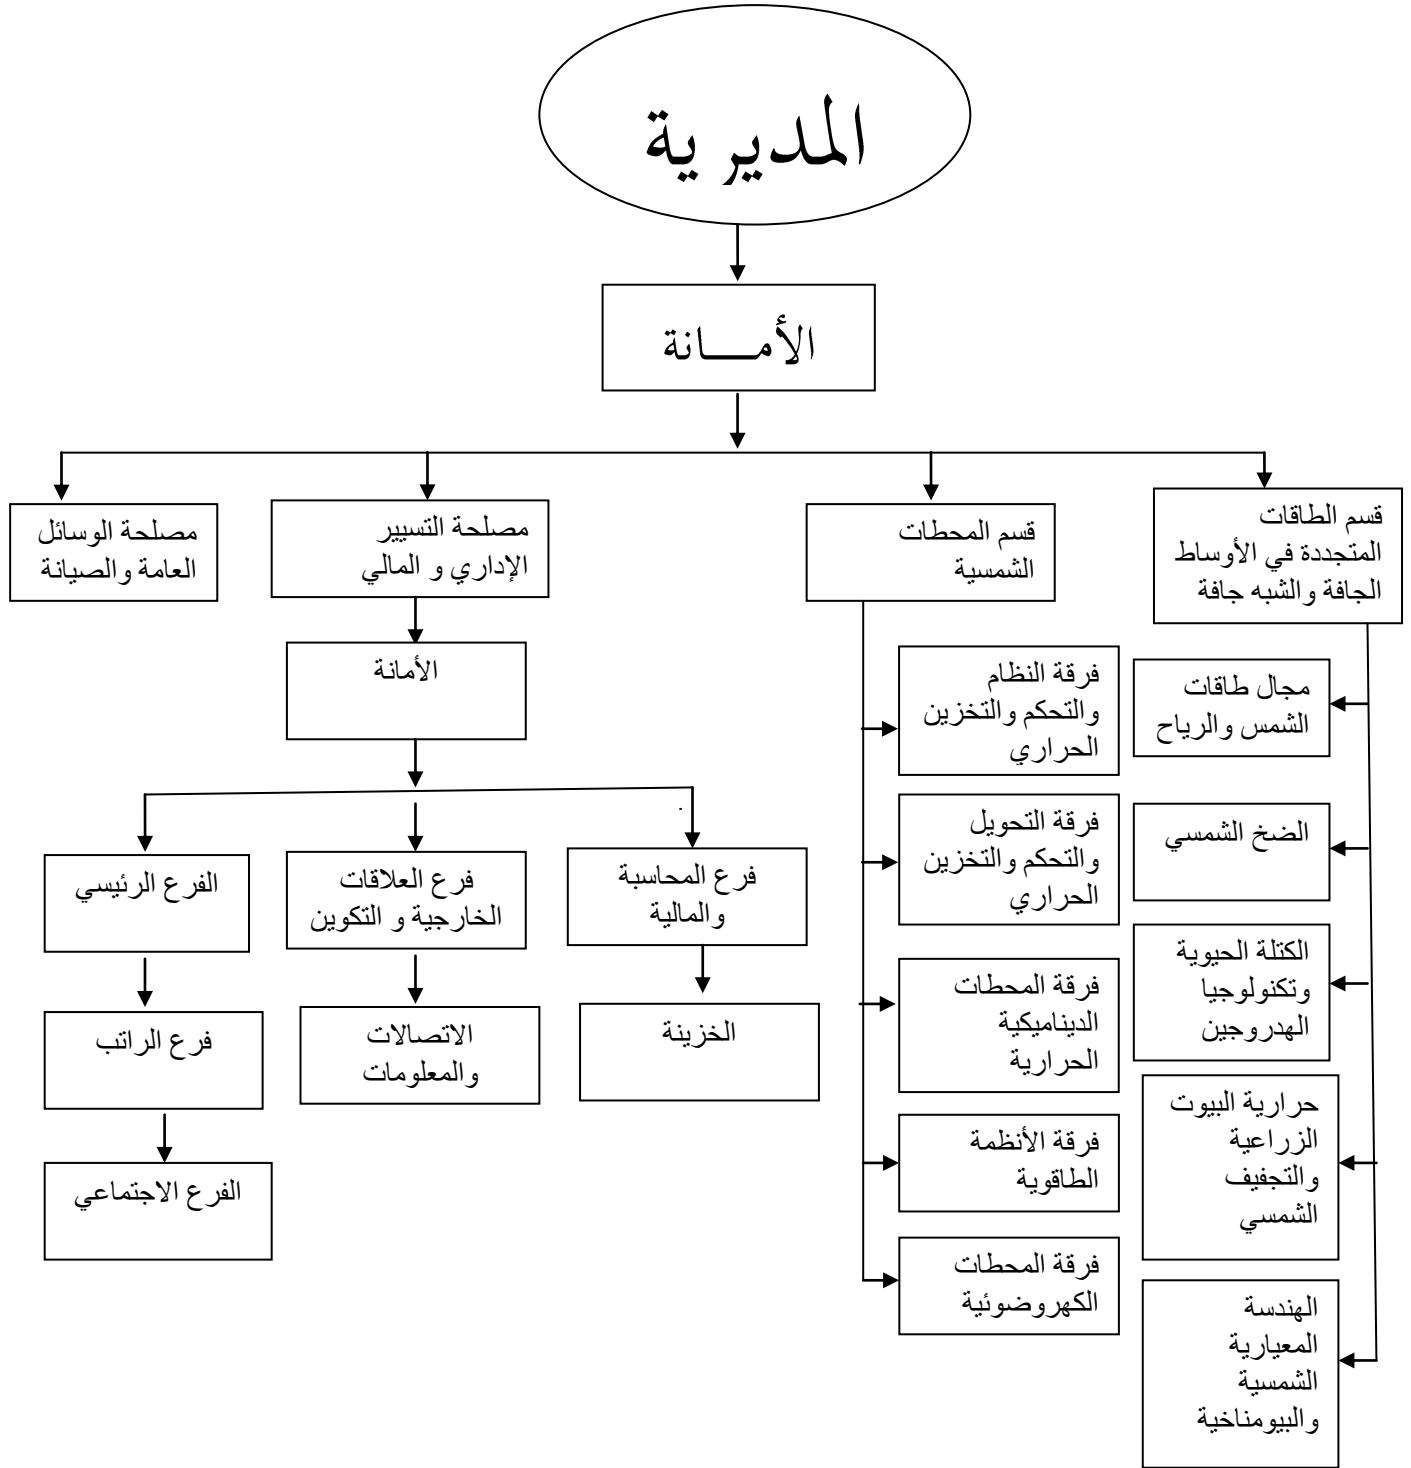 المديرية
الأمـــانة
قسم الطاقات
المتجددة في الأوساط
الجافة والشبه جافة
قسم المحطات
الشمسية
مصلحة التسيير
الإداري و المالي
مصلحة الوسائل
العامة والصيانة
مجال طاقات
الشمس والرياح
الضخ الشمسي
الكتلة الحيوية
وتكنولوجيا
الهدروجين
حرارية البيوت
الزراعية
والتجفيف
الشمسي
الهندسة
المعيارية
الشمسية
والبيومناخية
فرقة النظام
والتحكم والتخزين
الحراري
فرقة التحويل
والتحكم والتخزين
الحراري
فرقة المحطات
الديناميكية
الحرارية
فرقة الأنظمة
الطاقوية
فرقة المحطات
الكهروضوئية
الأمانة
فرع المحاسبة
والمالية
الخزينة
فرع العلاقات
الخارجية و التكوين
الاتصالات
والمعلومات
الفرع الرئيسي
فرع الراتب
الفرع الاجتماعي